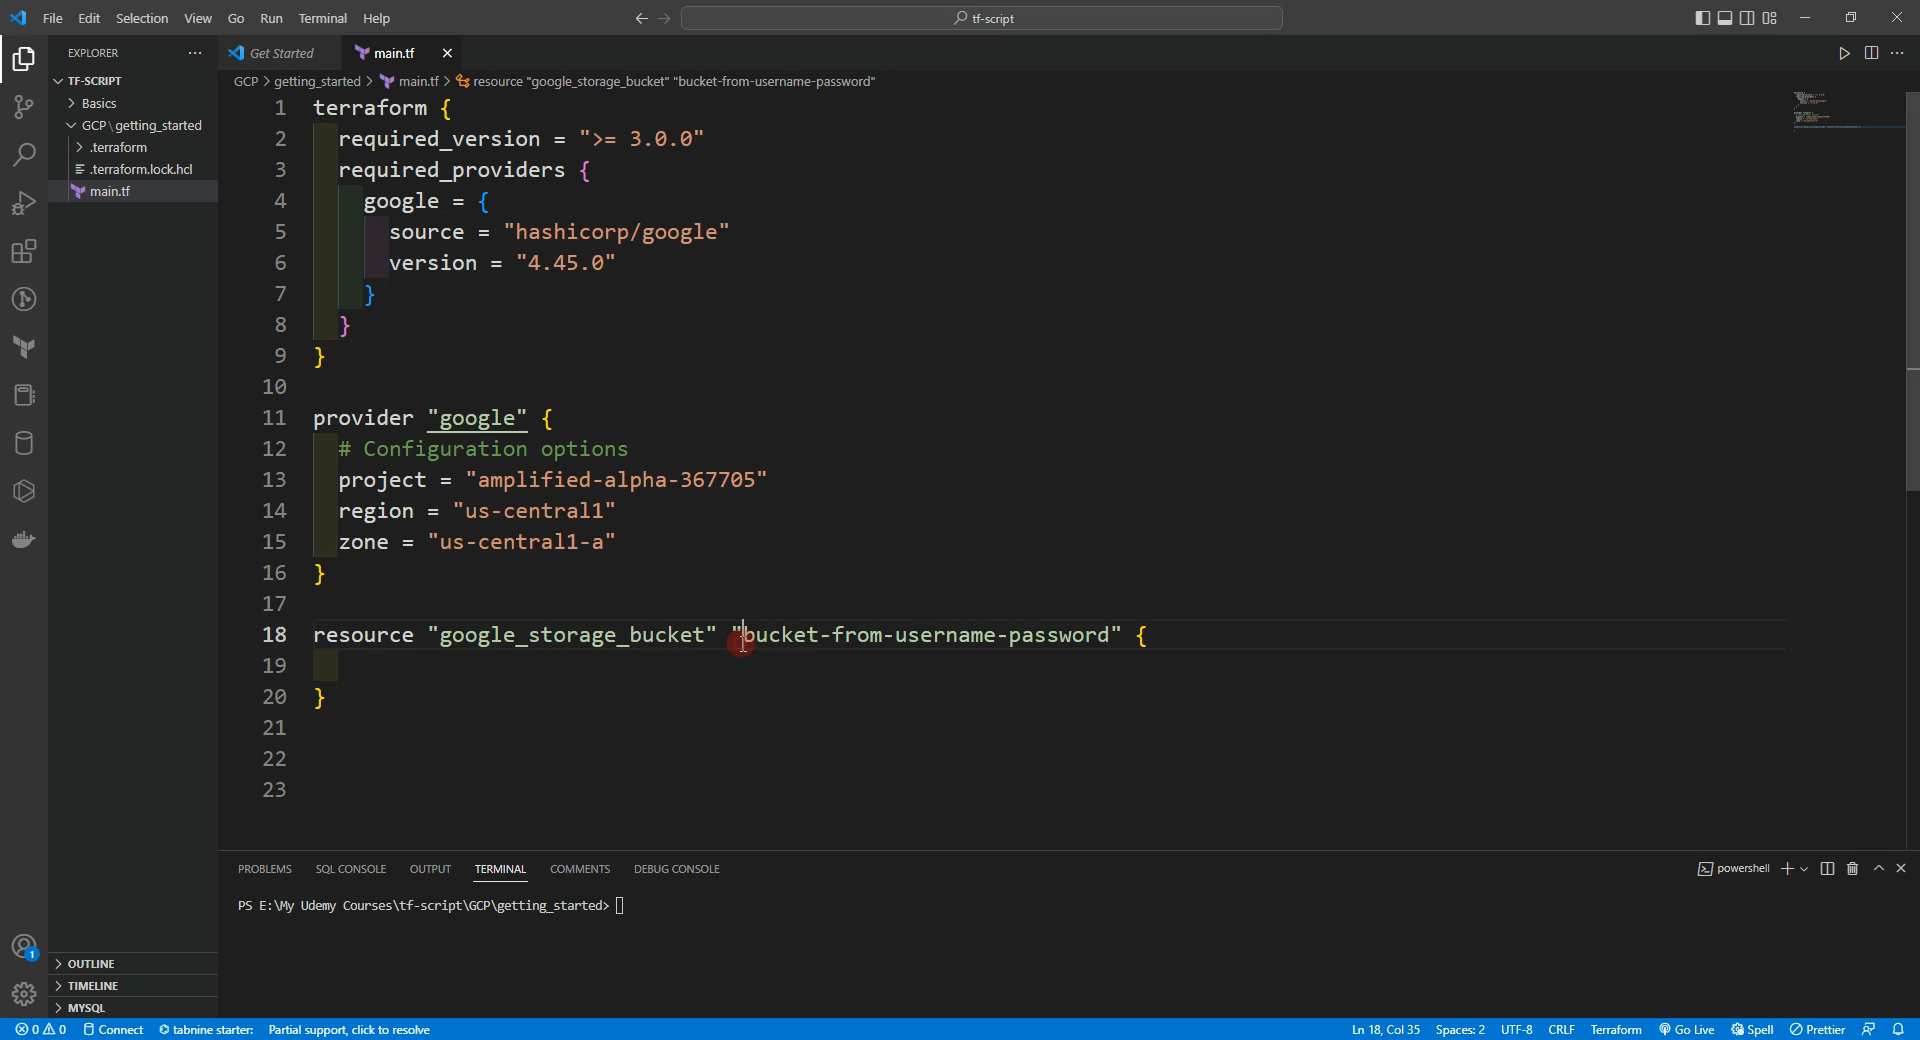 File Edit Selection View Go Run Terminal Help
tf-script
EXPLORER
Get Started
main.tf
TF-SCRIPT
Basics
GCP\getting_started
.terraform
.terraform.lock.hcl
main.tf
GCP > getting_started > main.tf > resource "google_storage_bucket" "bucket-from-username-password"
1 terraform {
2 required_version = ">= 3.0.0"
3 required_providers {
4 google = {
5 source = "hashicorp/google"
6 version = "4.45.0"
7 }
8 }
9 }
10
11 provider "google" {
12 # Configuration options
13 project = "amplified-alpha-367705"
14 region = "us-central1"
15 zone = "us-central1-a"
16 }
17
18 resource "google_storage_bucket" "bucket-from-username-password" {
19
20 }
21
22
23
PROBLEMS SQL CONSOLE OUTPUT TERMINAL COMMENTS DEBUG CONSOLE
powershell
PS E:\My Udemy Courses\tf-script\GCP\getting_started>
1
OUTLINE
TIMELINE
MYSQL
0 0 Connect tabnine starter: Partial support, click to resolve
Ln 18, Col 35 Spaces: 2 UTF-8 CRLF Terraform Go Live Spell Prettier